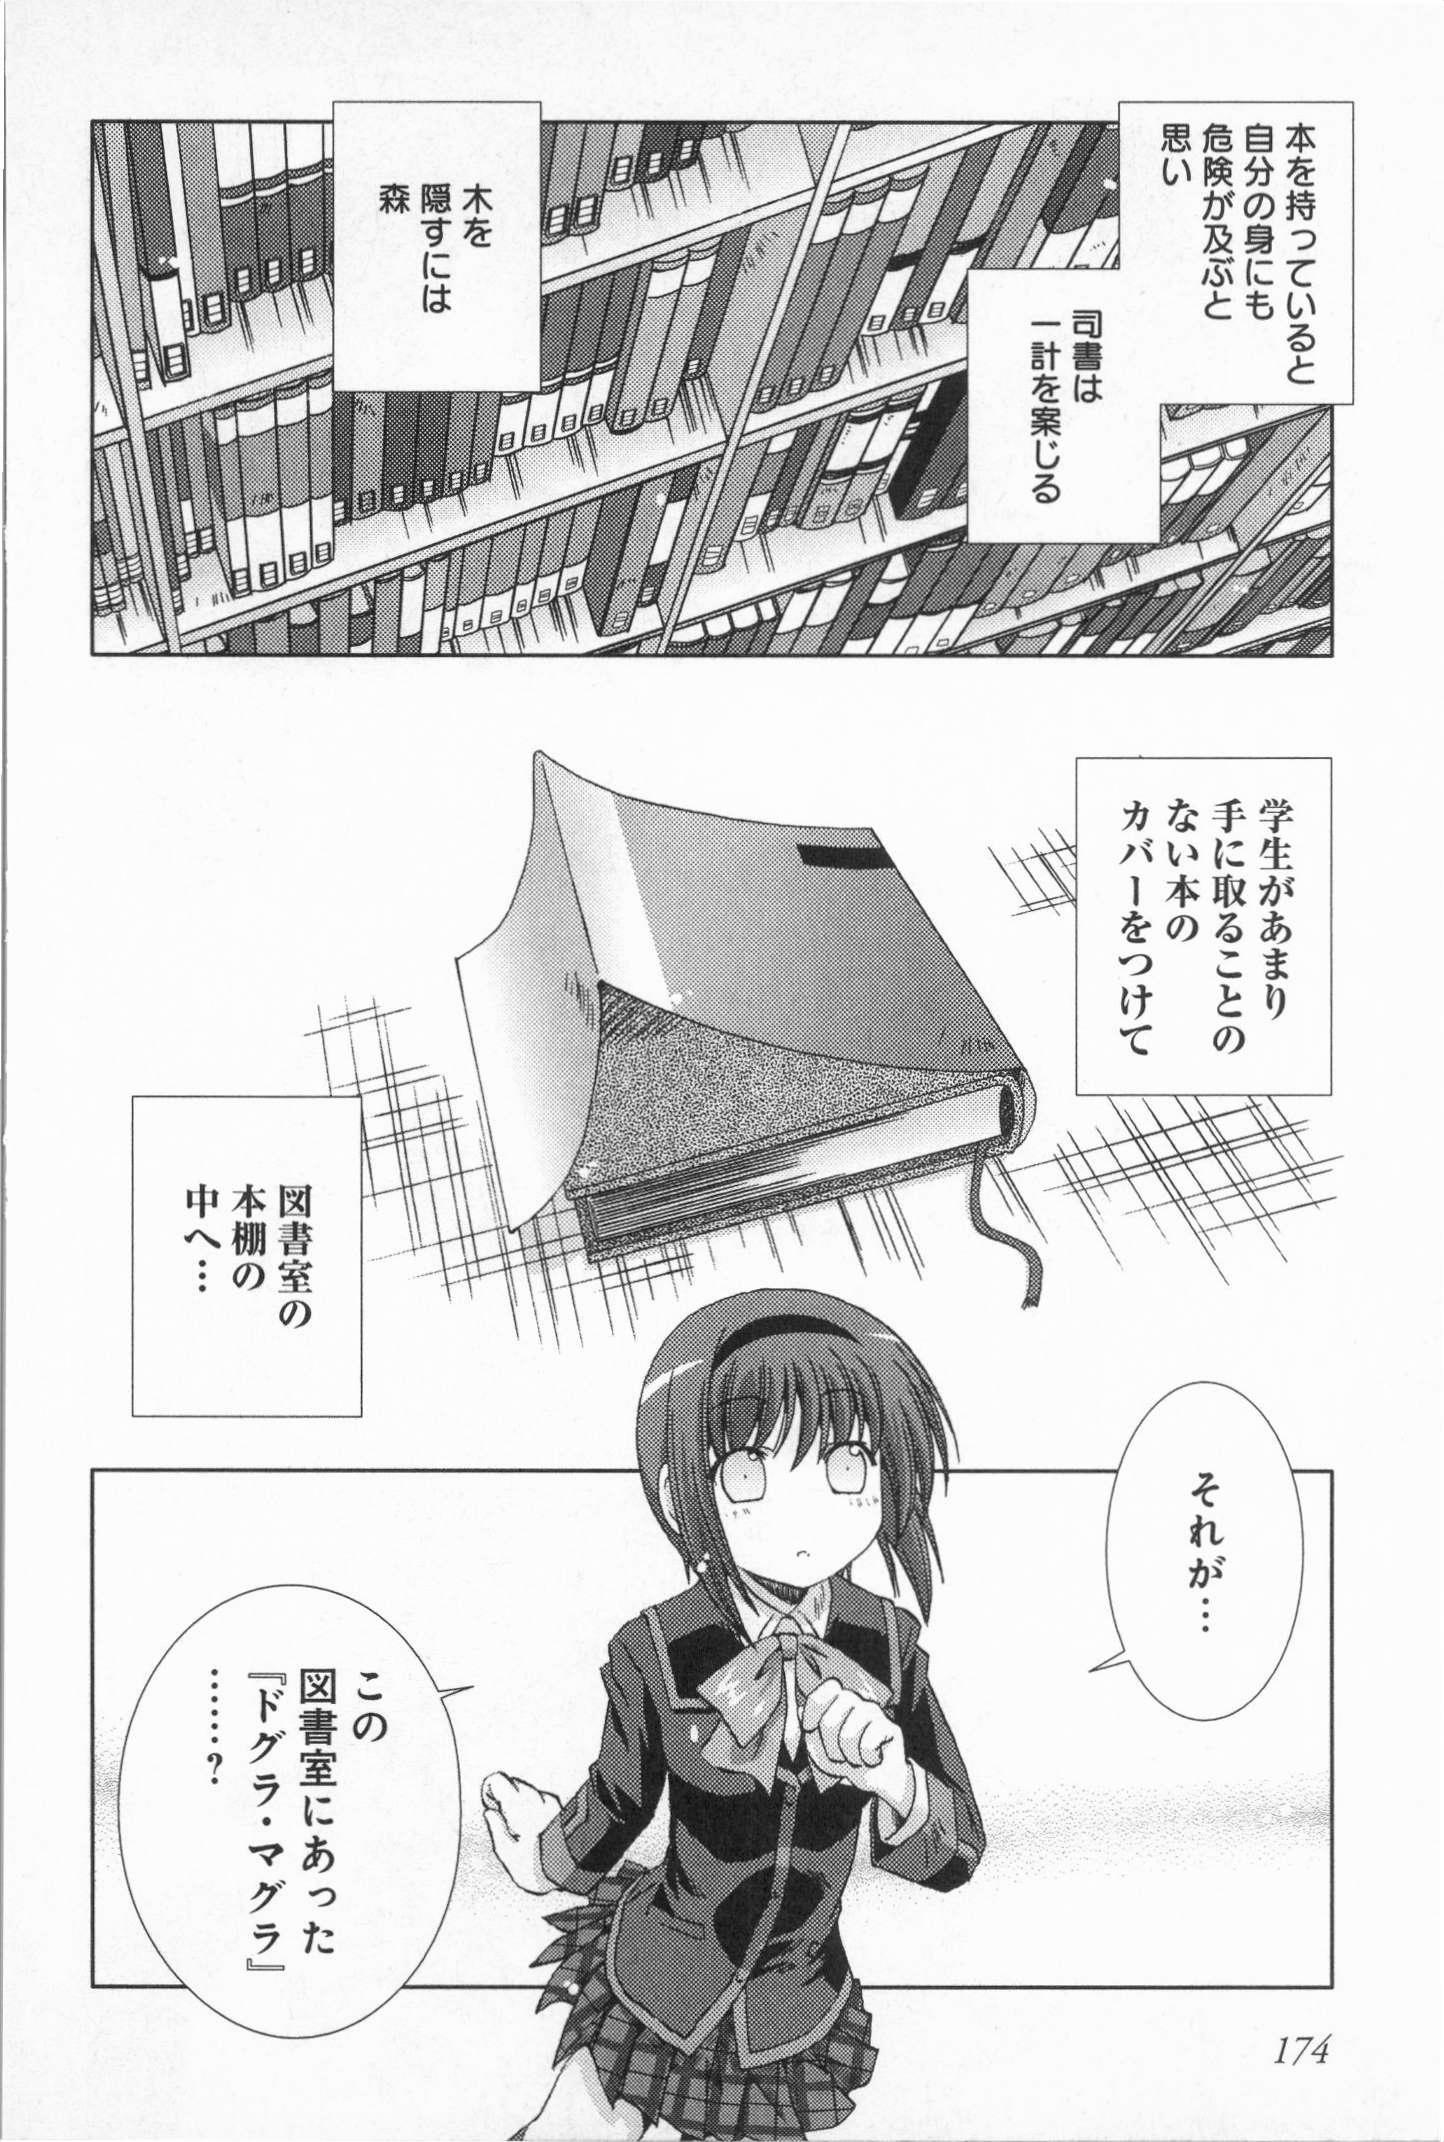 本を持っていると
自分の身にも
危険が及ぶと
思い
司書は
一計を案じる
木を
隠すには
森
学生があまり
手に取ることの
ない本の
カバーをつけて
図書室の
本棚の
中へ…
それが…
この
図書室にあった
『ドグラ・マグラ』
……?
174